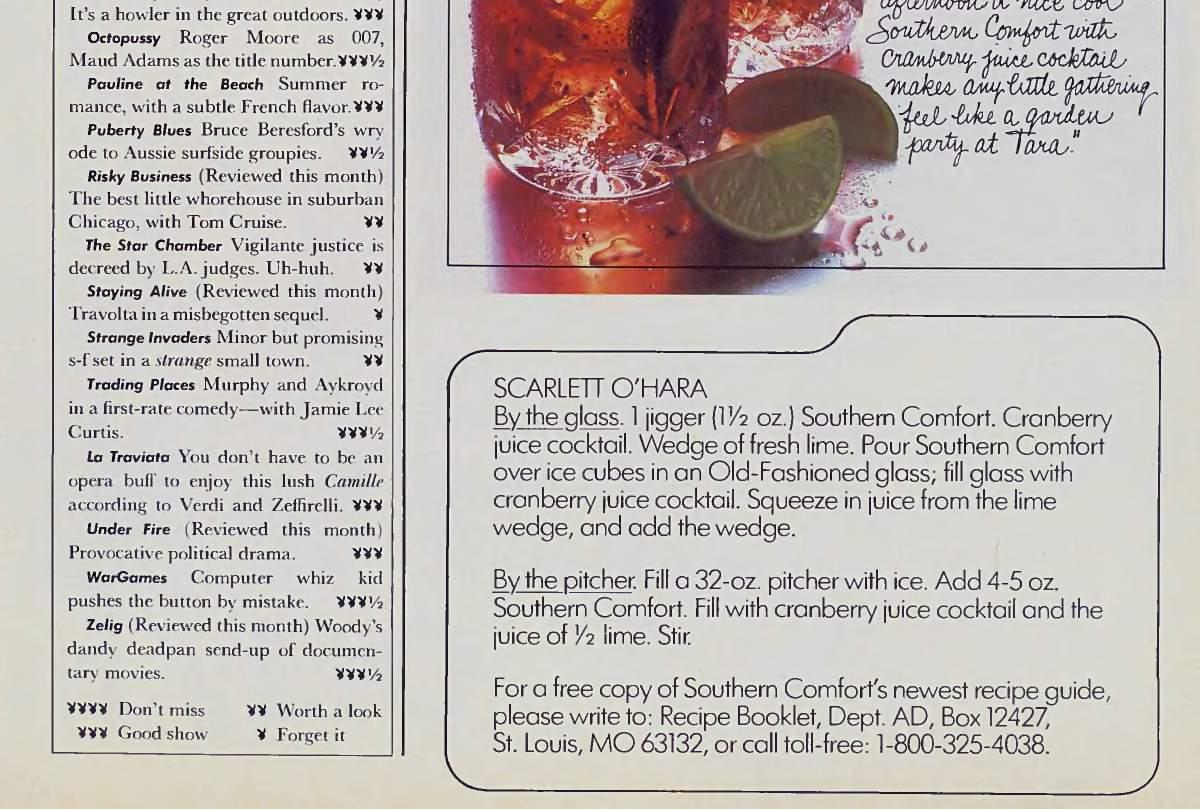 It's a howler in the great outdoors. ¥¥¥
Octopussy Roger Moore as 007,
Maud Adams as the title number. ¥¥¥½
Pauline at the Beach Summer ro-
mance, with a subtle French flavor. ¥¥¥
Puberty Blues Bruce Beresford's wry
ode to Aussie surfside groupies. ¥¥½
Risky Business (Reviewed this month)
The best little whorehouse in suburban
Chicago, with Tom Cruise. ¥¥
The Star Chamber Vigilante justice is
decreed by L.A. judges. Uh-huh. ¥¥
Staying Alive (Reviewed this month)
Travolta in a misbegotten sequel. ¥
Strange Invaders Minor but promising
s-f set in a strange small town. ¥¥
Trading Places Murphy and Aykroyd
in a first-rate comedy—with Jamie Lee
Curtis. ¥¥¥½
La Traviata You don't have to be an
opera buff to enjoy this lush Camille
according to Verdi and Zeffirelli. ¥¥¥
Under Fire (Reviewed this month)
Provocative political drama. ¥¥¥
WarGames Computer whiz kid
pushes the button by mistake. ¥¥¥½
Zelig (Reviewed this month) Woody's
dandy deadpan send-up of documen-
tary movies. ¥¥¥½
¥¥¥¥ Don't miss ¥¥ Worth a look
¥¥¥ Good show ¥ Forget it
afternoon a nice cool
Southern Comfort with
Cranberry juice cocktail
makes any little gathering
feel like a garden
party at Tara."
SCARLETT O'HARA
By the glass. 1 jigger (1½ oz.) Southern Comfort. Cranberry
juice cocktail. Wedge of fresh lime. Pour Southern Comfort
over ice cubes in an Old-Fashioned glass; fill glass with
cranberry juice cocktail. Squeeze in juice from the lime
wedge, and add the wedge.
By the pitcher. Fill a 32-oz. pitcher with ice. Add 4-5 oz.
Southern Comfort. Fill with cranberry juice cocktail and the
juice of ½ lime. Stir.
For a free copy of Southern Comfort's newest recipe guide,
please write to: Recipe Booklet, Dept. AD, Box 12427,
St. Louis, MO 63132, or call toll-free: 1-800-325-4038.